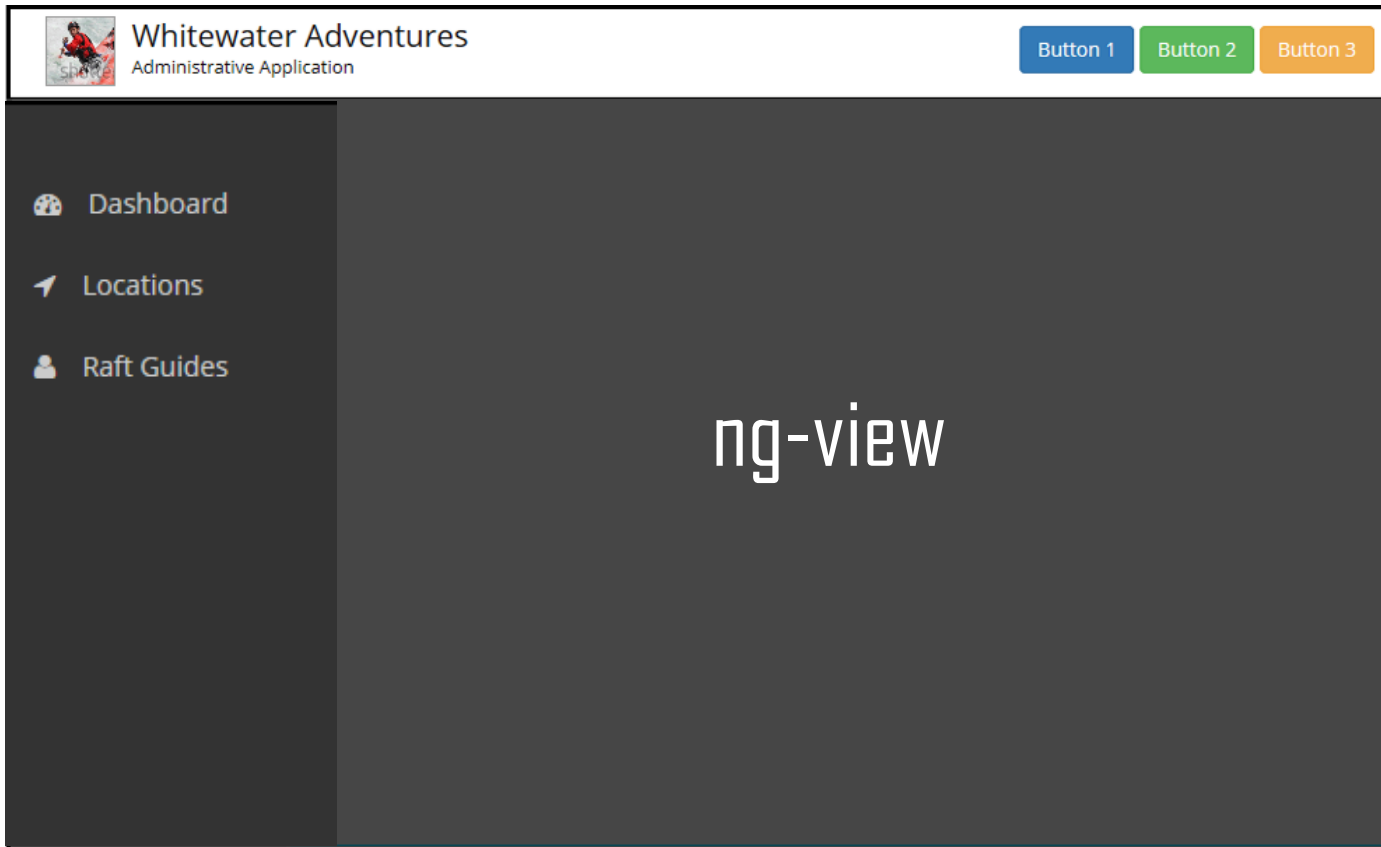 Whitewater Adventures
Administrative Application
Button 1 Button 2 Button 3
Dashboard
Locations
Raft Guides
ng-view